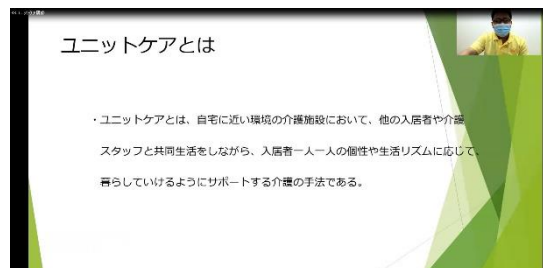 ユニットケアとは
・ユニットケアとは、自宅に近い環境の介護施設において、他の入居者や介護
スタッフと共同生活をしながら、入居者一人一人の個性や生活リズムに応じて、
暮らしていけるようにサポートする介護の手法である。